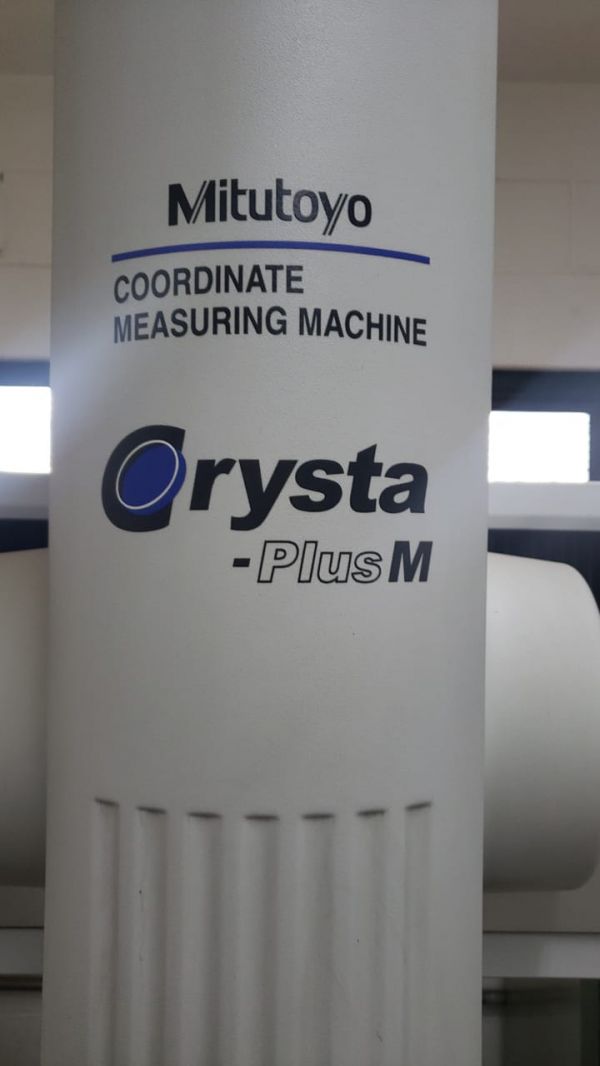 Mitutoyo
COORDINATE
MEASURING MACHINE
Crysta
-Plus M